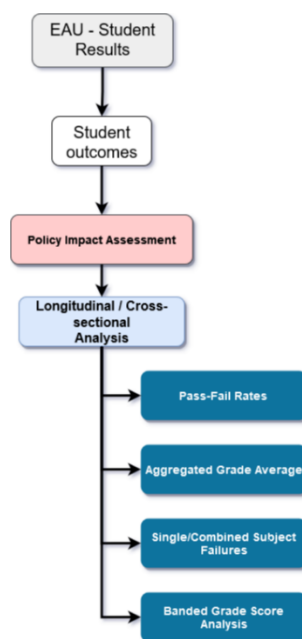 EAU - Student
Results
Student
outcomes
Policy Impact Assessment
Longitudinal / Cross-
sectional
Analysis
Pass-Fail Rates
Aggregated Grade Average
Single/Combined Subject
Failures
Banded Grade Score
Analysis